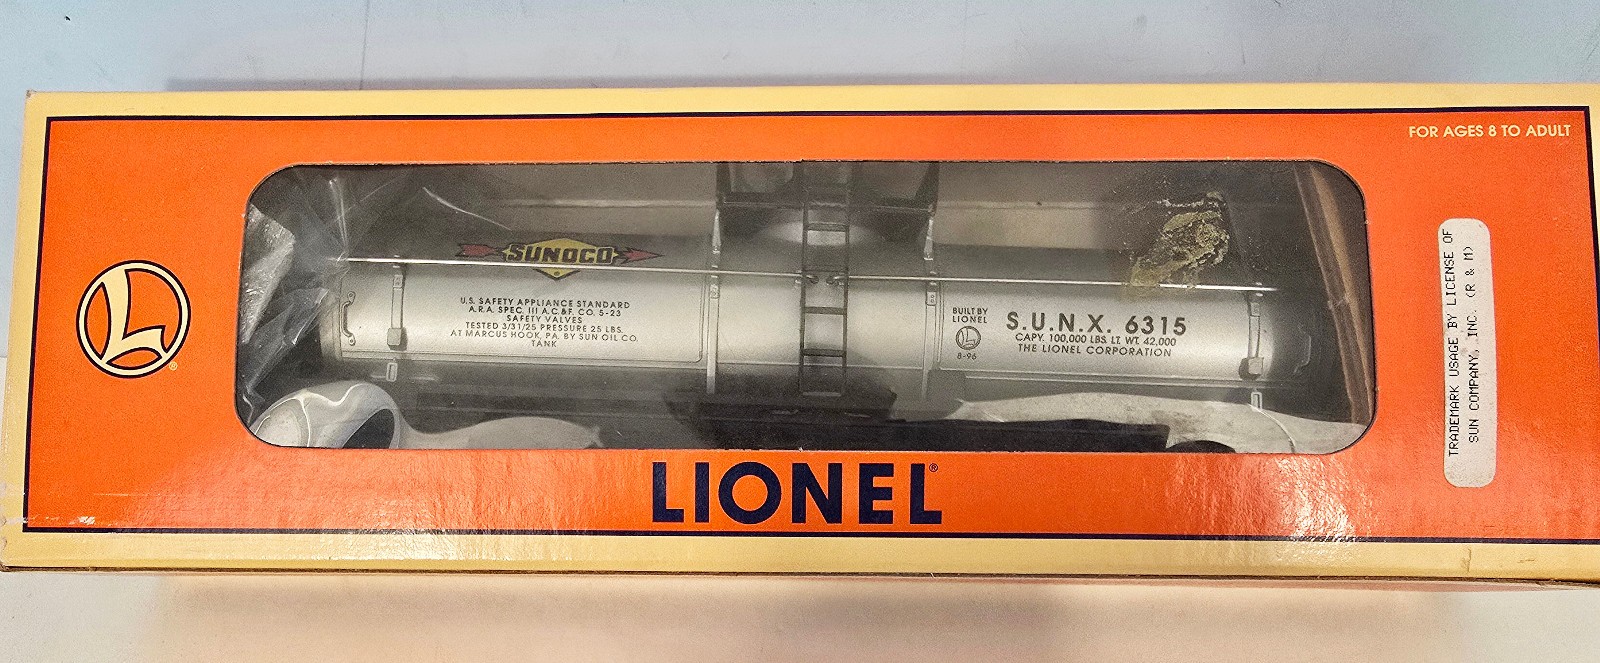 FOR AGES 8 TO ADULT
L
®
SUNOCO
U.S. SAFETY APPLIANCE STANDARD
A.R.A. SPEC. III A.C.&F. CO. 5-23
SAFETY VALVES
TESTED 3/31/25 PRESSURE 25 LBS.
AT MARCUS HOOK, PA. BY SUN OIL CO.
TANK
BUILT BY
LIONEL
L
8-96
S.U.N.X. 6315
CAPY. 100,000 LBS. LT. WT. 42,000
THE LIONEL CORPORATION
TRADEMARK USAGE BY LICENSE OF
SUN COMPANY, INC. (R & M)
LIONEL®